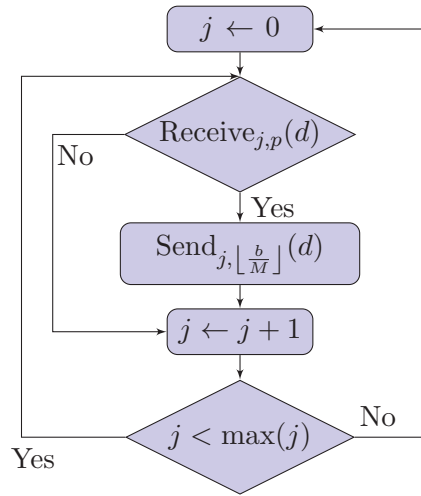 j ← 0
Receive_{j,p}(d)
No
Yes
Send_{j,⌊b/M⌋}(d)
j ← j + 1
j < max(j)
No
Yes